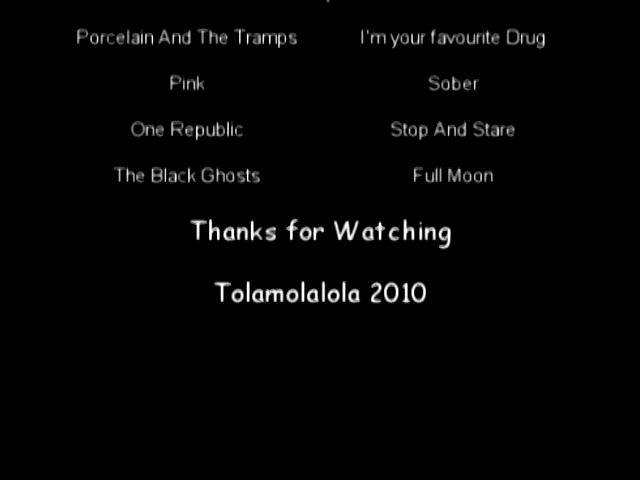 Porcelain And The Tramps I'm your favourite Drug
Pink Sober
One Republic Stop And Stare
The Black Ghosts Full Moon
Thanks for Watching
Tolamolalola 2010